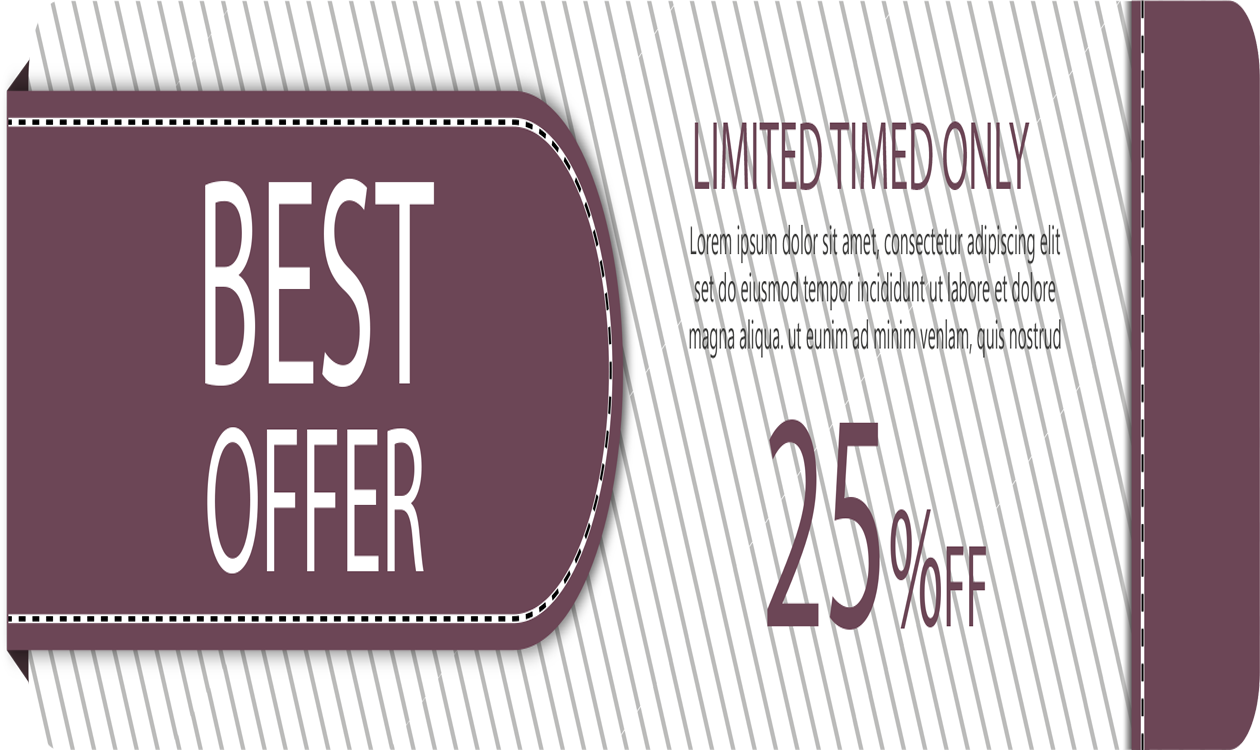 BEST
OFFER
LIMITED TIMED ONLY
Lorem ipsum dolor sit amet, consectetur adipiscing elit
set do eiusmod tempor incididunt ut labore et dolore
magna aliqua. ut eunim ad minim venlam, quis nostrud
25%FF